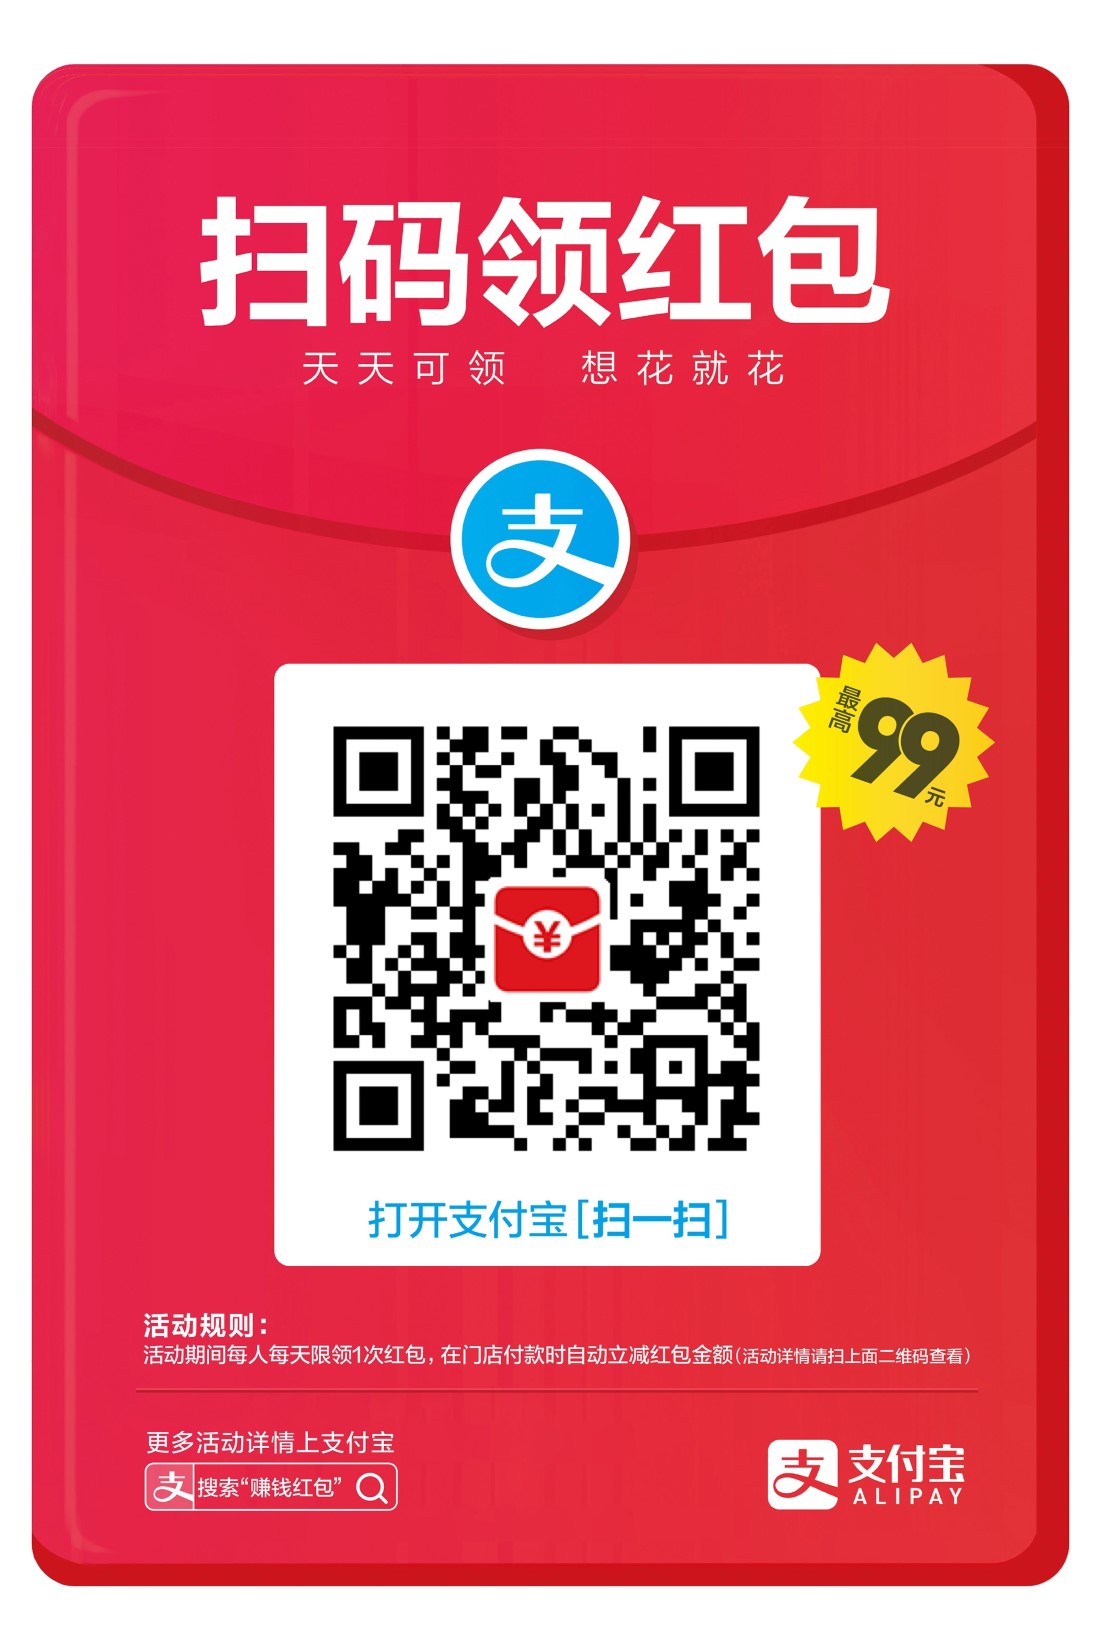 扫码领红包
天天可领 想花就花
支
最高
99元
¥
打开支付宝[扫一扫]
活动规则：
活动期间每人每天限领1次红包，在门店付款时自动立减红包金额（活动详情请扫上面二维码查看）
更多活动详情上支付宝
支 搜索“赚钱红包”
支 支付宝
ALIPAY